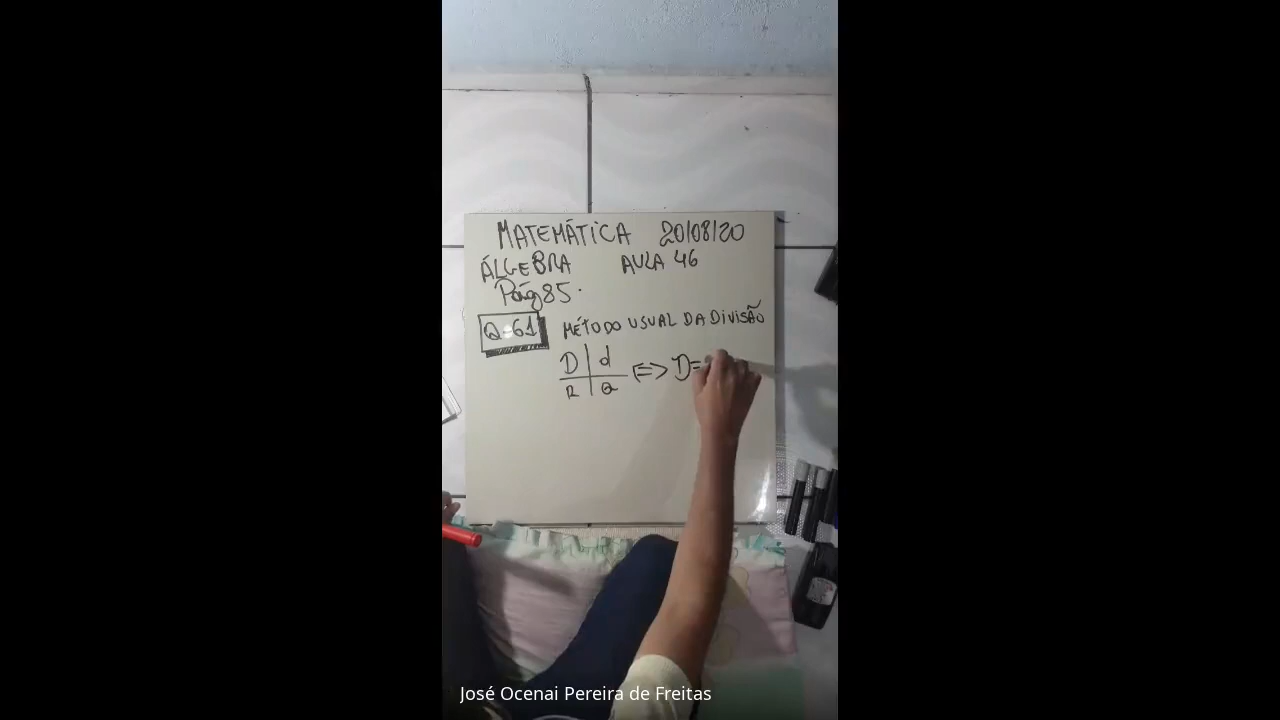 MATEMÁTICA 20/08/20
ÁLGEBRA AULA 46
Pág 85.
Q-61 MÉTODO USUAL DA DIVISÃO
D d <=> D=
R Q
José Ocenai Pereira de Freitas